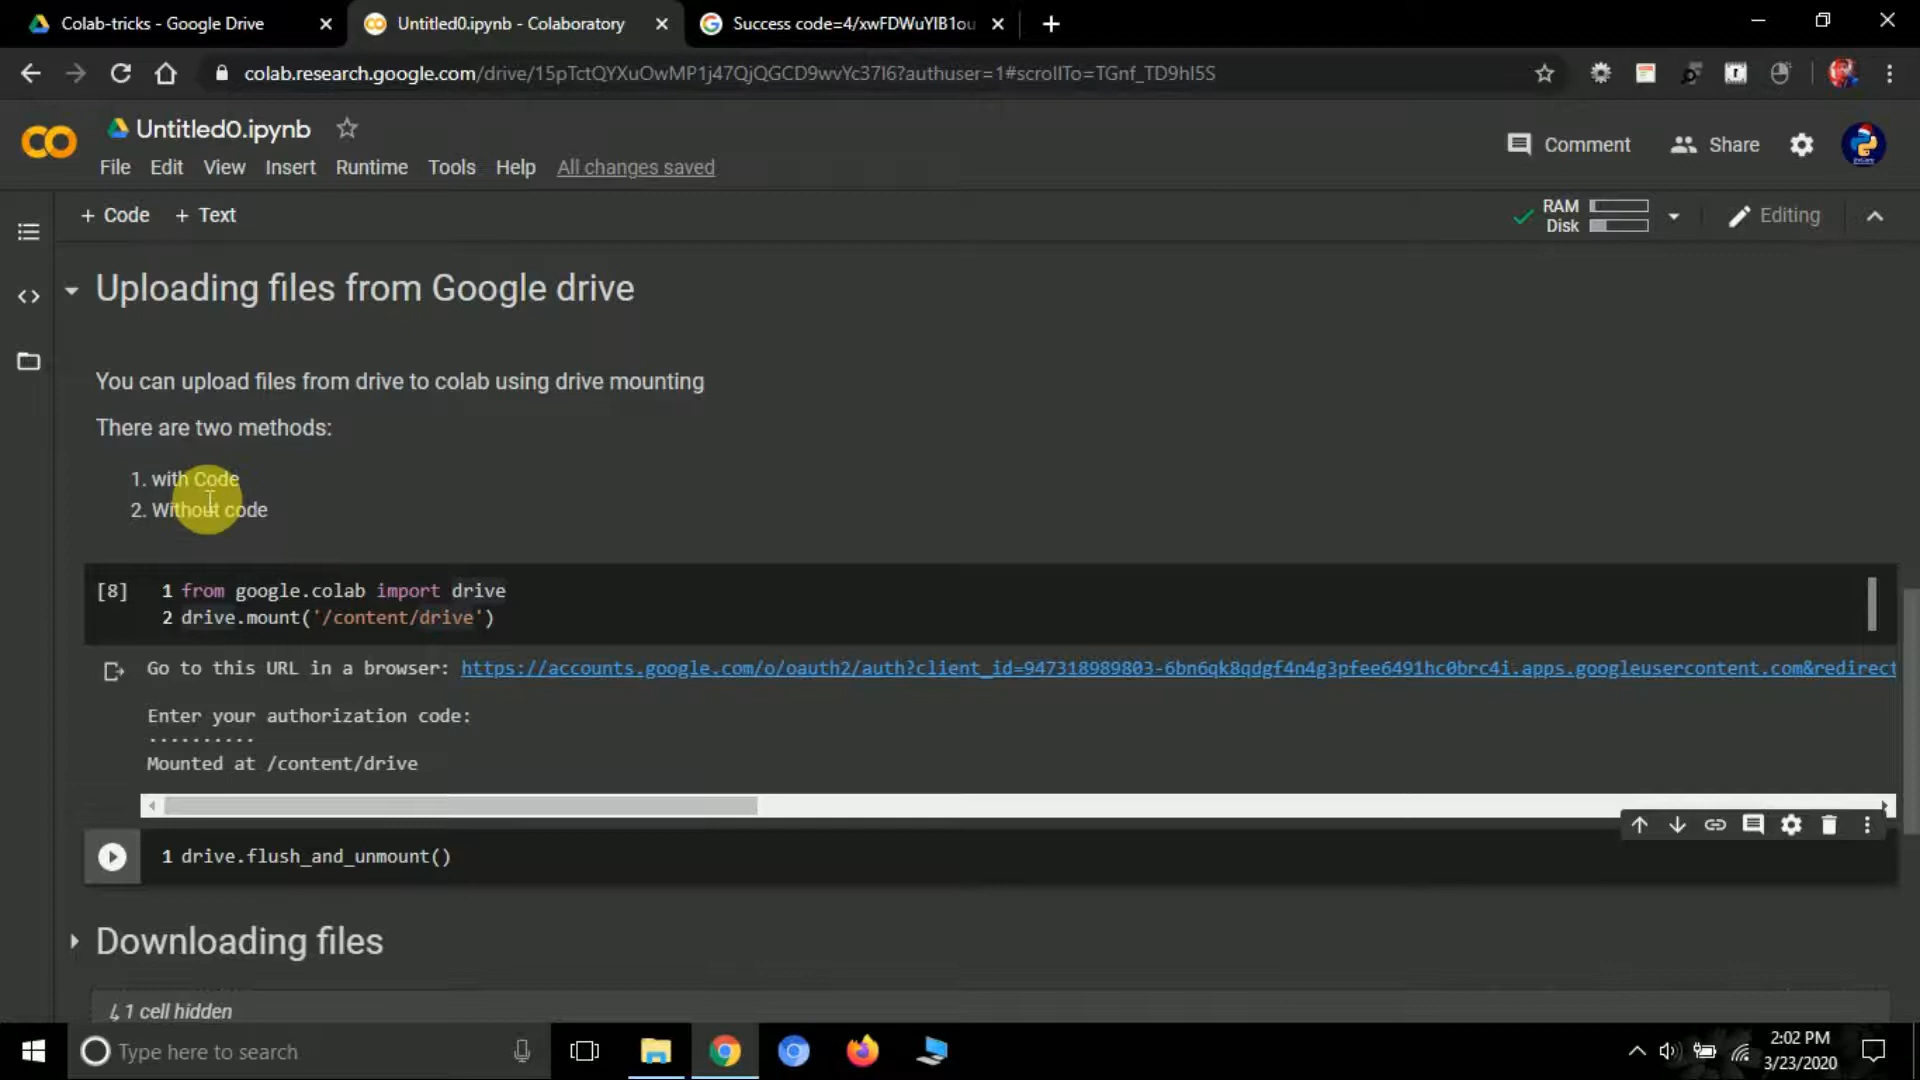 Colab-tricks - Google Drive
Untitled0.ipynb - Colaboratory
Success code=4/xwFDWuYIB1ou
colab.research.google.com/drive/15pTctQYXuOwMP1j47QjQGCD9wvYc37I6?authuser=1#scrollTo=TGnf_TD9hI5S
Untitled0.ipynb
Comment
Share
File Edit View Insert Runtime Tools Help All changes saved
+ Code + Text
RAM
Disk
Editing
Uploading files from Google drive
You can upload files from drive to colab using drive mounting
There are two methods:
1. with Code
2. Without code
[8] 1 from google.colab import drive
2 drive.mount('/content/drive')
Go to this URL in a browser: https://accounts.google.com/o/oauth2/auth?client_id=947318989803-6bn6qk8qdgf4n4g3pfee6491hc0brc4i.apps.googleusercontent.com&redirect
Enter your authorization code:
··········
Mounted at /content/drive
1 drive.flush_and_unmount()
Downloading files
↳ 1 cell hidden
Type here to search
2:02 PM
3/23/2020